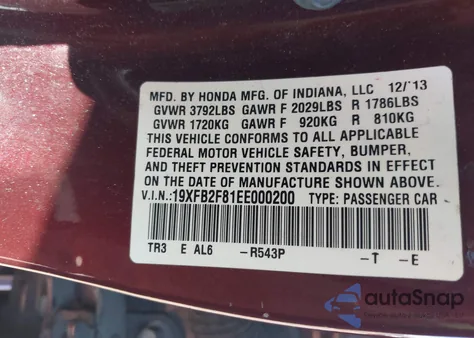 MFD. BY HONDA MFG. OF INDIANA, LLC 12/'13
GVWR 3792LBS GAWR F 2029LBS R 1786LBS
GVWR 1720KG GAWR F 920KG R 810KG
THIS VEHICLE CONFORMS TO ALL APPLICABLE
FEDERAL MOTOR VEHICLE SAFETY, BUMPER,
AND THEFT PREVENTION STANDARDS IN EFFECT
ON THE DATE OF MANUFACTURE SHOWN ABOVE.
V.I.N.:19XFB2F81EE000200 TYPE: PASSENGER CAR
TR3 E AL6 -R543P -T -E
autoSnap